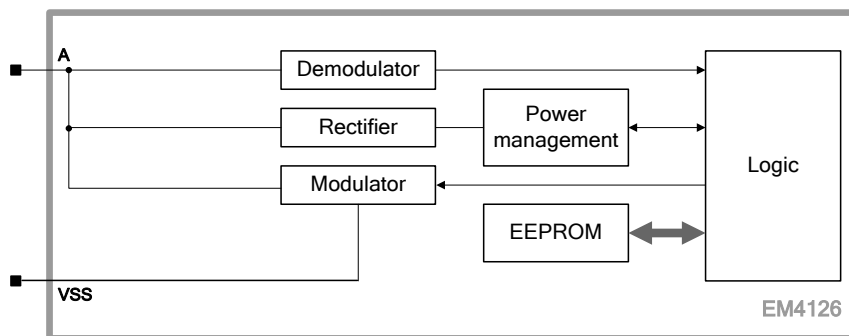 A
Demodulator
Rectifier
Power
management
Logic
Modulator
EEPROM
VSS
EM4126